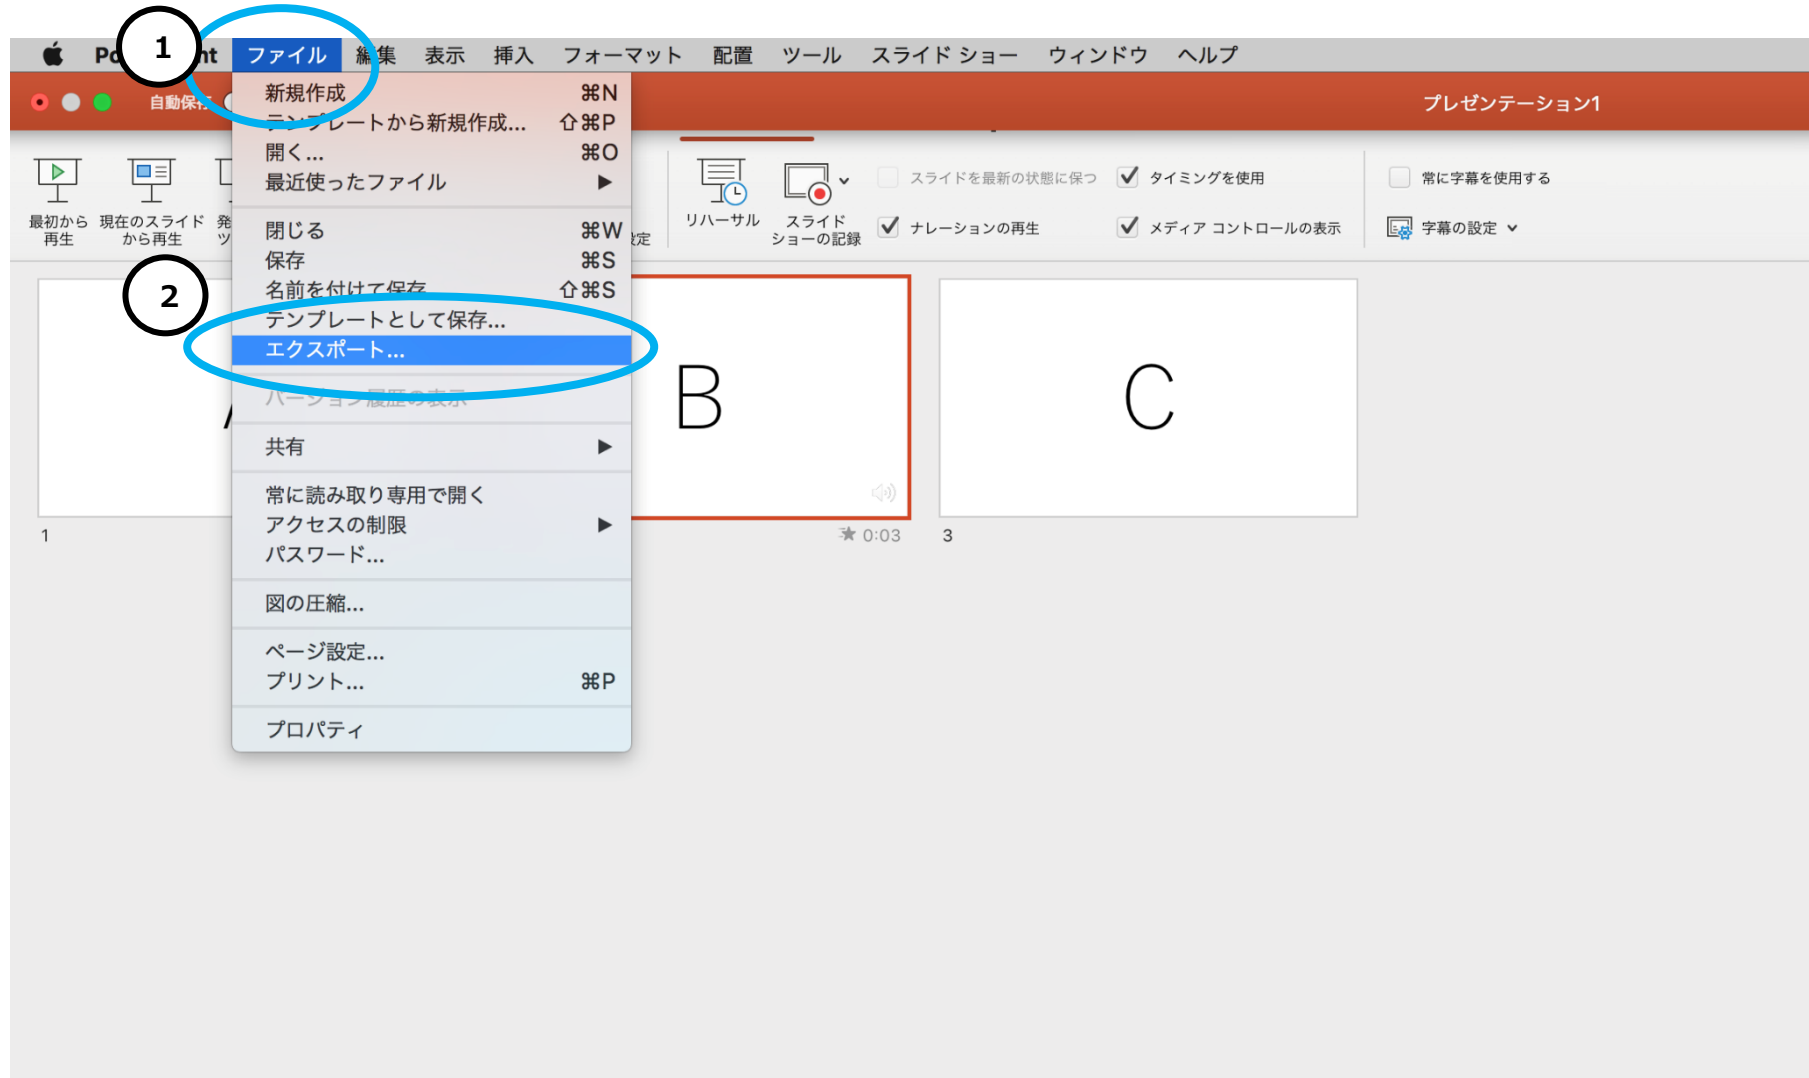 1
ファイル 編集 表示 挿入 フォーマット 配置 ツール スライド ショー ウィンドウ ヘルプ
プレゼンテーション1
新規作成 ⌘N
テンプレートから新規作成... ⇧⌘P
開く... ⌘O
最近使ったファイル ▶
閉じる ⌘W
保存 ⌘S
名前を付けて保存 ⇧⌘S
テンプレートとして保存...
エクスポート...
バージョン履歴の表示
共有 ▶
常に読み取り専用で開く
アクセスの制限 ▶
パスワード...
図の圧縮...
ページ設定...
プリント... ⌘P
プロパティ
2
最初から
再生
現在のスライド
から再生
リハーサル
スライド
ショーの記録
スライドを最新の状態に保つ
タイミングを使用
ナレーションの再生
メディア コントロールの表示
常に字幕を使用する
字幕の設定
B
C
1
0:03
3